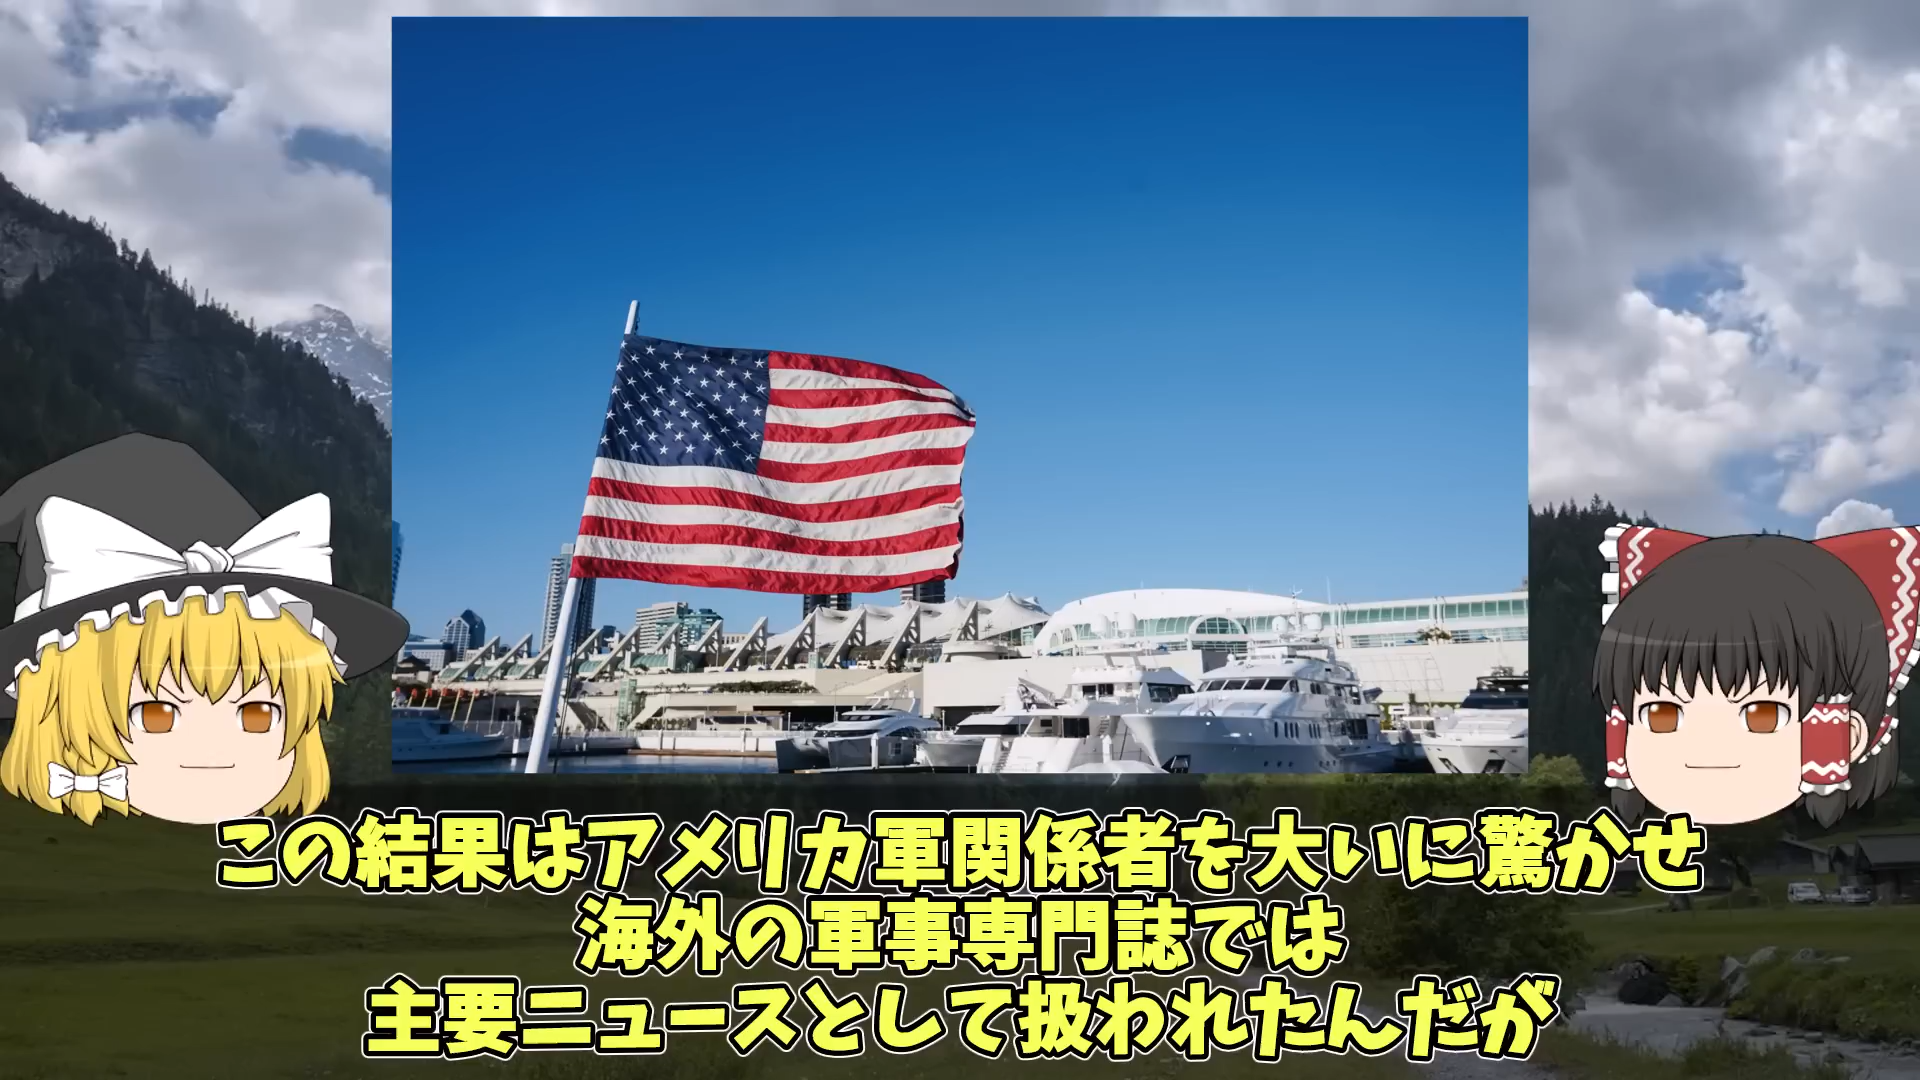 この結果はアメリカ軍関係者を大いに驚かせ
海外の軍事専門誌では
主要ニュースとして扱われたんだが